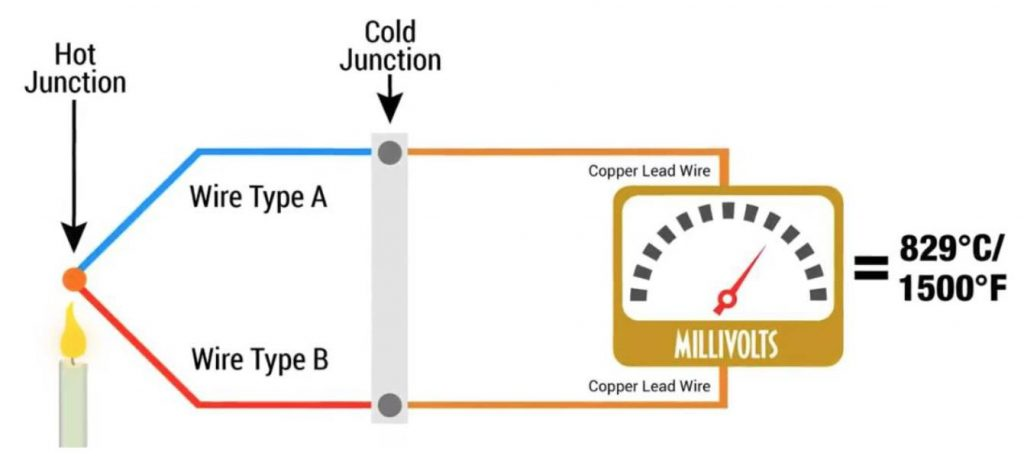 Hot
Junction
Cold
Junction
Wire Type A
Copper Lead Wire
MILLIVOLTS
= 829°C/
1500°F
Wire Type B
Copper Lead Wire